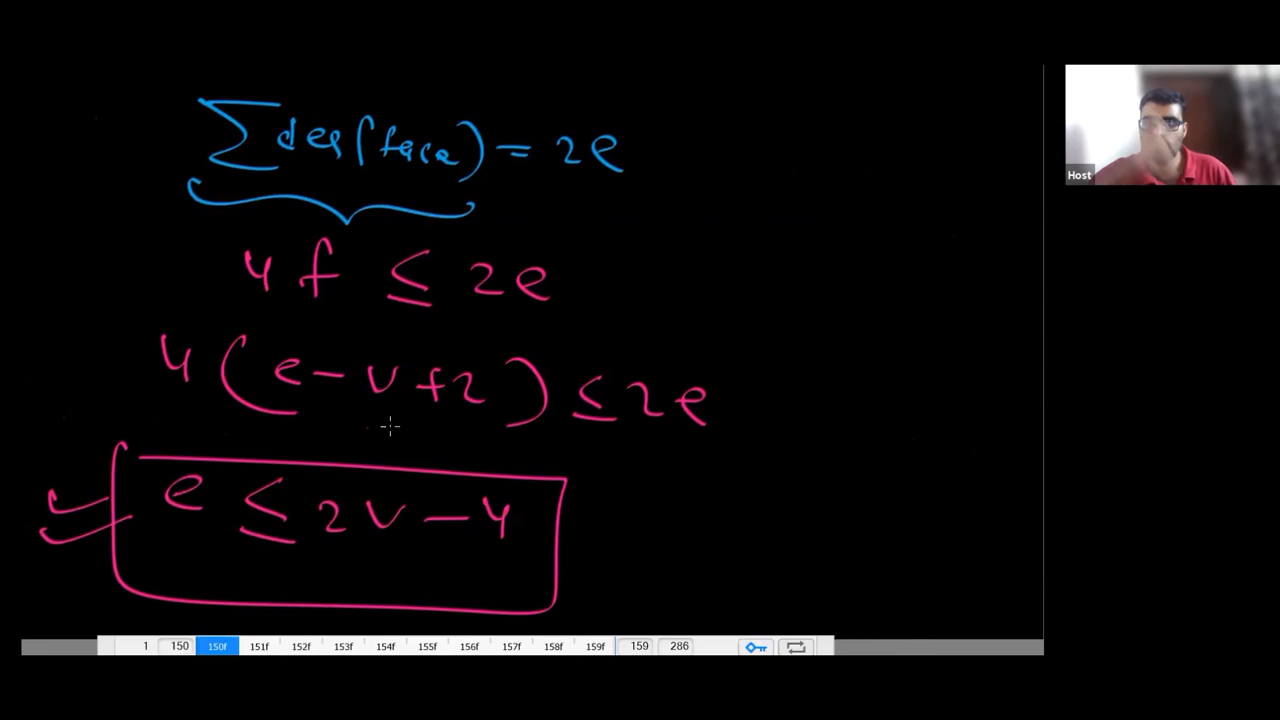 ∑deg(face) = 2e
4f ≤ 2e
4(e-v+2) ≤ 2e
e ≤ 2v-4
Host
1 150 150f 151f 152f 153f 154f 155f 156f 157f 158f 159f 159 286